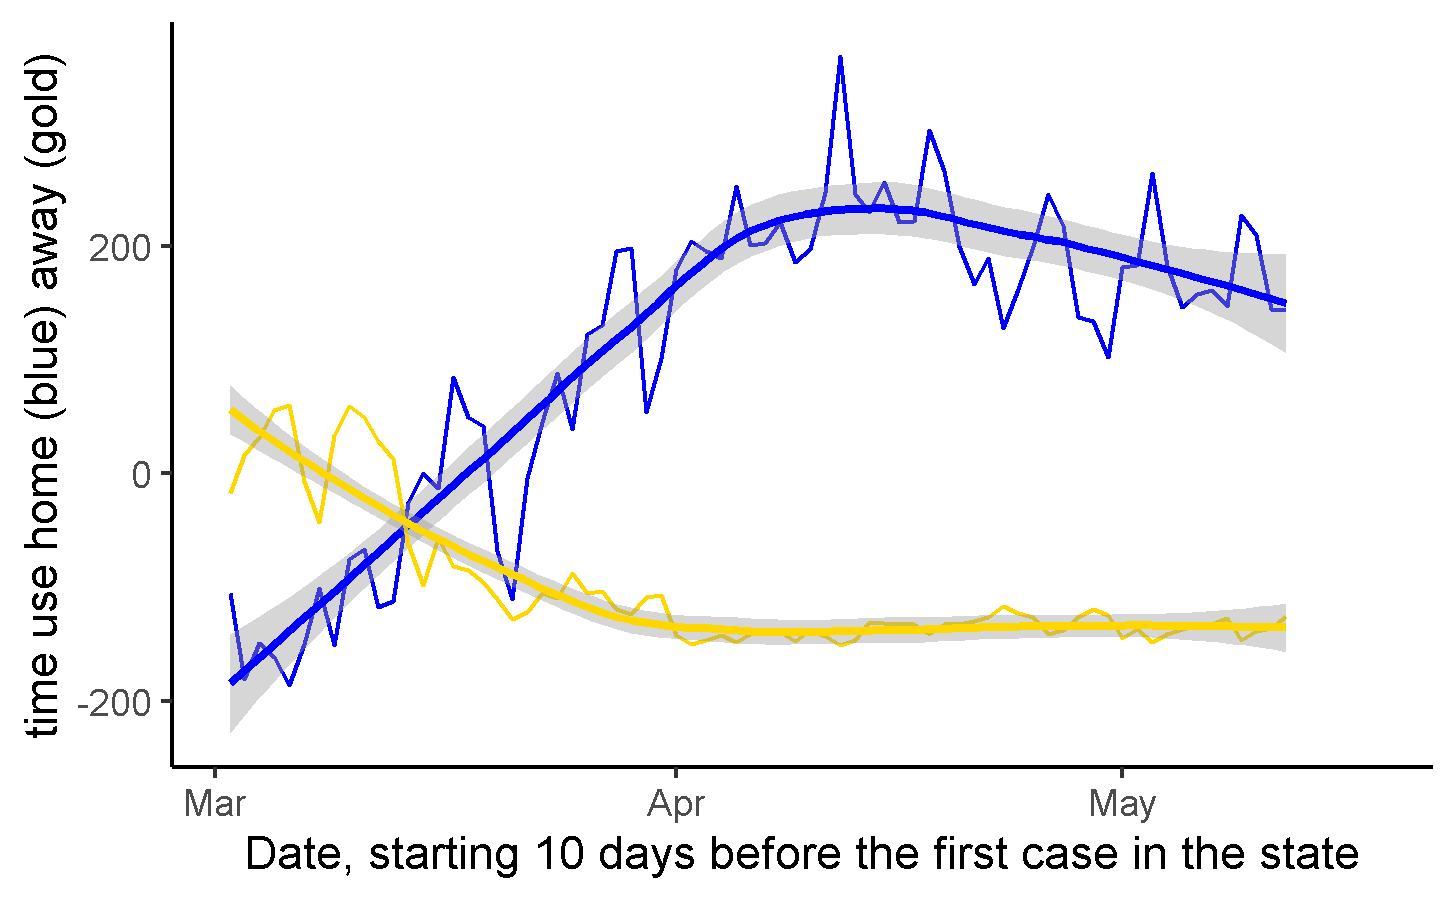 time use home (blue) away (gold)
200
0
-200
Mar
Apr
May
Date, starting 10 days before the first case in the state